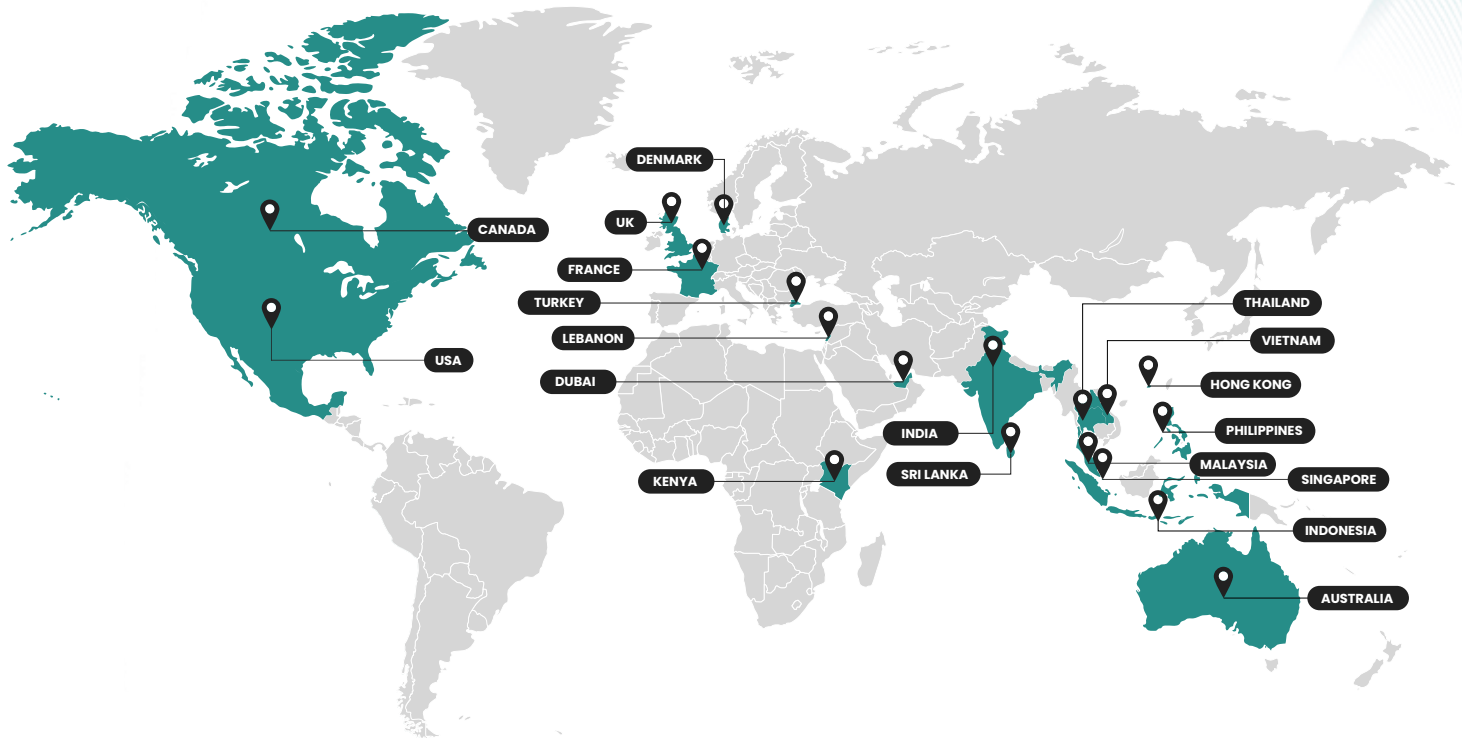 DENMARK
UK
CANADA
FRANCE
TURKEY
THAILAND
LEBANON
VIETNAM
USA
DUBAI
HONG KONG
INDIA
PHILIPPINES
MALAYSIA
SRI LANKA
KENYA
SINGAPORE
INDONESIA
AUSTRALIA